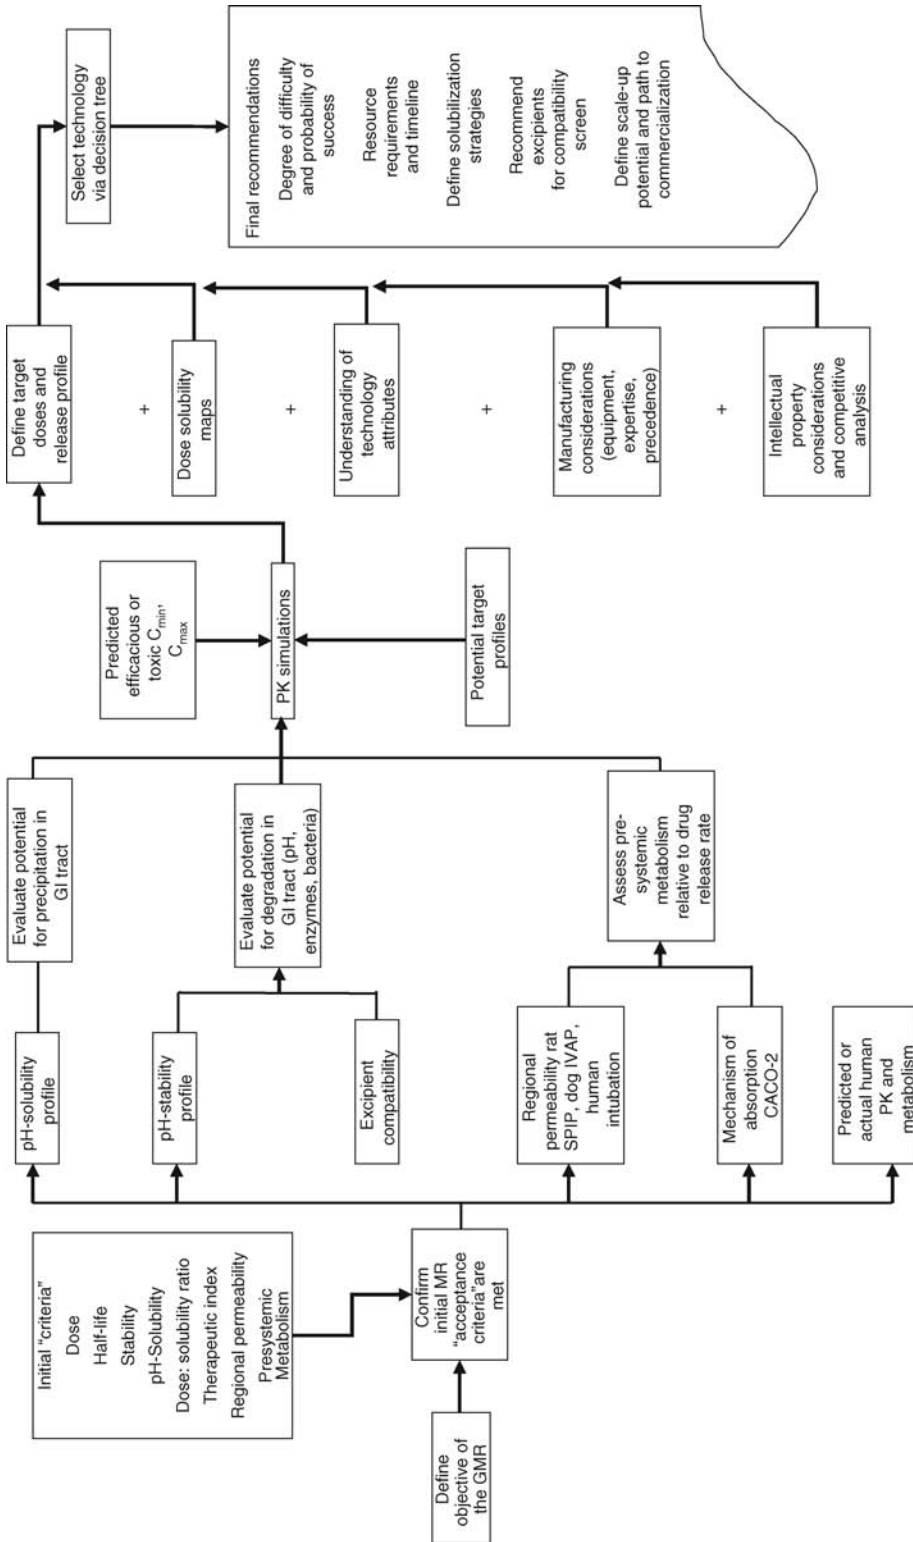 Define
objective of
the GMR
Initial “criteria”
Dose
Half-life
Stability
pH-Solubility
Dose: solubility ratio
Therapeutic index
Regional permeability
Presystemic
Metabolism
Confirm
initial MR
“acceptance
criteria”are
met
pH-solubility
profile
pH-stability
profile
Excipient
compatibility
Regional
permeability rat
SPIP, dog IVAP,
human
intubation
Mechanism of
absorption
CACO-2
Predicted or
actual human
PK and
metabolism
Evaluate potential
for precipitation in
GI tract
Evaluate potential
for degradation in
GI tract (pH,
enzymes, bacteria)
Assess pre-
systemic
metabolism
relative to drug
release rate
Predicted
efficacious or
toxic Cmin,
Cmax
PK simulations
Potential target
profiles
Define target
doses and
release profile
+
Dose solubility
maps
+
Understanding of
technology
attributes
+
Manufacturing
considerations
(equipment,
expertise,
precedence)
+
Intellectual
property
considerations
and competitive
analysis
Select technology
via decision tree
Final recommendations
Degree of difficulty
and probability of
success
Resource
requirements
and timeline
Define solubilization
strategies
Recommend
excipients
for compatibility
screen
Define scale-up
potential and path to
commercialization